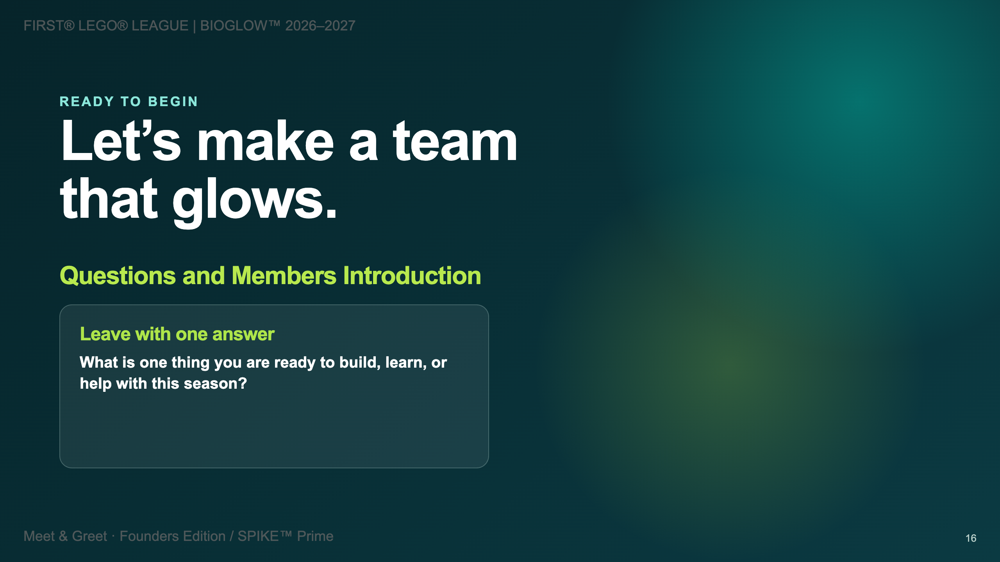 FIRST® LEGO® LEAGUE | BIOGLOW™ 2026–2027
READY TO BEGIN
Let’s make a team
that glows.
Questions and Members Introduction
Leave with one answer
What is one thing you are ready to build, learn, or
help with this season?
Meet & Greet · Founders Edition / SPIKE™ Prime
16